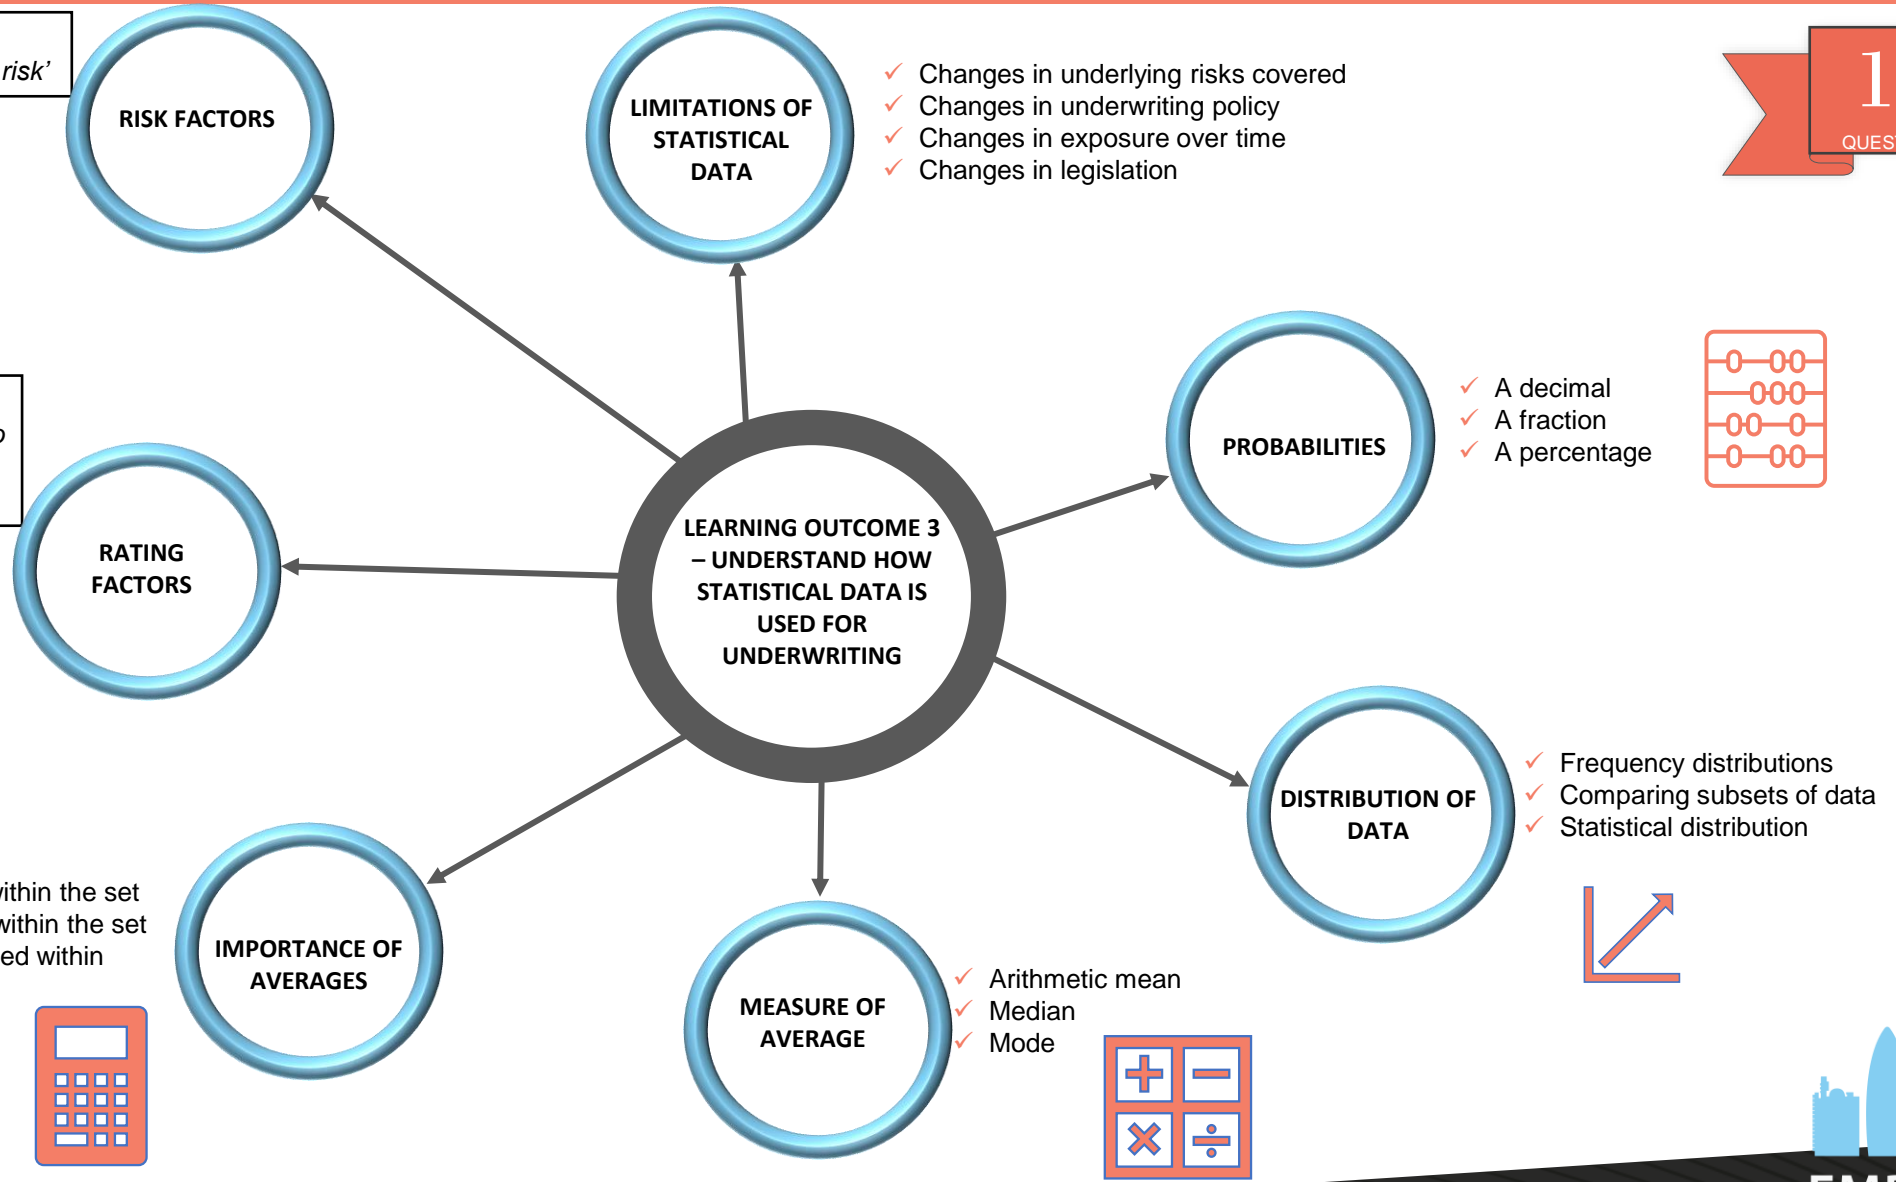 risk’
RISK FACTORS
LIMITATIONS OF
STATISTICAL
DATA
Changes in underlying risks covered
Changes in underwriting policy
Changes in exposure over time
Changes in legislation
1
QUEST
PROBABILITIES
A decimal
A fraction
A percentage
RATING
FACTORS
LEARNING OUTCOME 3
– UNDERSTAND HOW
STATISTICAL DATA IS
USED FOR
UNDERWRITING
DISTRIBUTION OF
DATA
Frequency distributions
Comparing subsets of data
Statistical distribution
within the set
within the set
ed within
IMPORTANCE OF
AVERAGES
MEASURE OF
AVERAGE
Arithmetic mean
Median
Mode